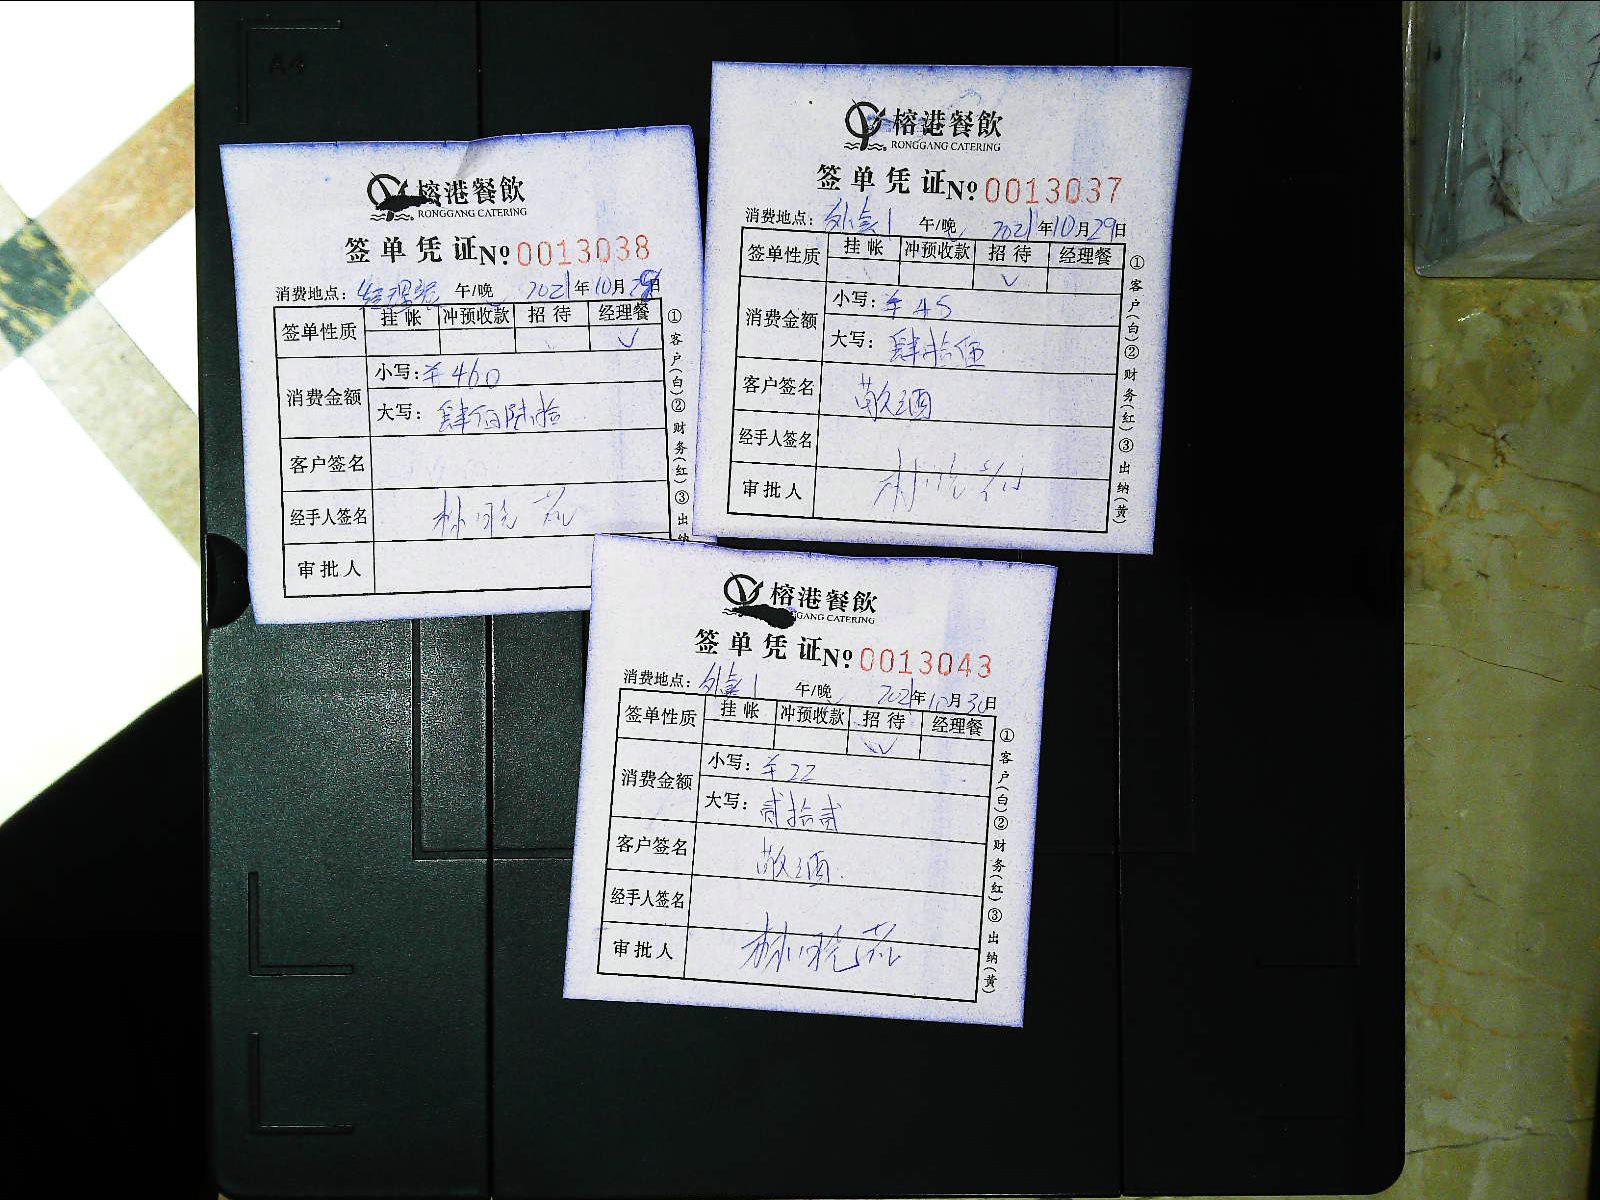 A4
榕港餐飲
RONGGANG CATERING
签单凭证 № 0013038
消费地点: 经理餐 午/晚 2021年10月29日
签单性质 挂帐 冲预收款 招待 经理餐
✓
消费金额
小写: ¥460
大写: 肆佰陆拾
客户签名
经手人签名 林晓燕
审批人
①客户(白)②财务(红)③出纳
榕港餐飲
RONGGANG CATERING
签单凭证 № 0013037
消费地点: 外卖1 午/晚 2021年10月29日
签单性质 挂帐 冲预收款 招待 经理餐
✓
消费金额
小写: ¥45
大写: 肆拾伍
客户签名 敬酒
经手人签名
审批人
①客户(白)②财务(红)③出纳(黄)
榕港餐飲
GANG CATERING
签单凭证 № 0013043
消费地点: 外卖1 午/晚 2021年10月30日
签单性质 挂帐 冲预收款 招待 经理餐
✓
消费金额
小写: ¥22
大写: 贰拾贰
客户签名 敬酒
经手人签名
审批人
①客户(白)②财务(红)③出纳(黄)